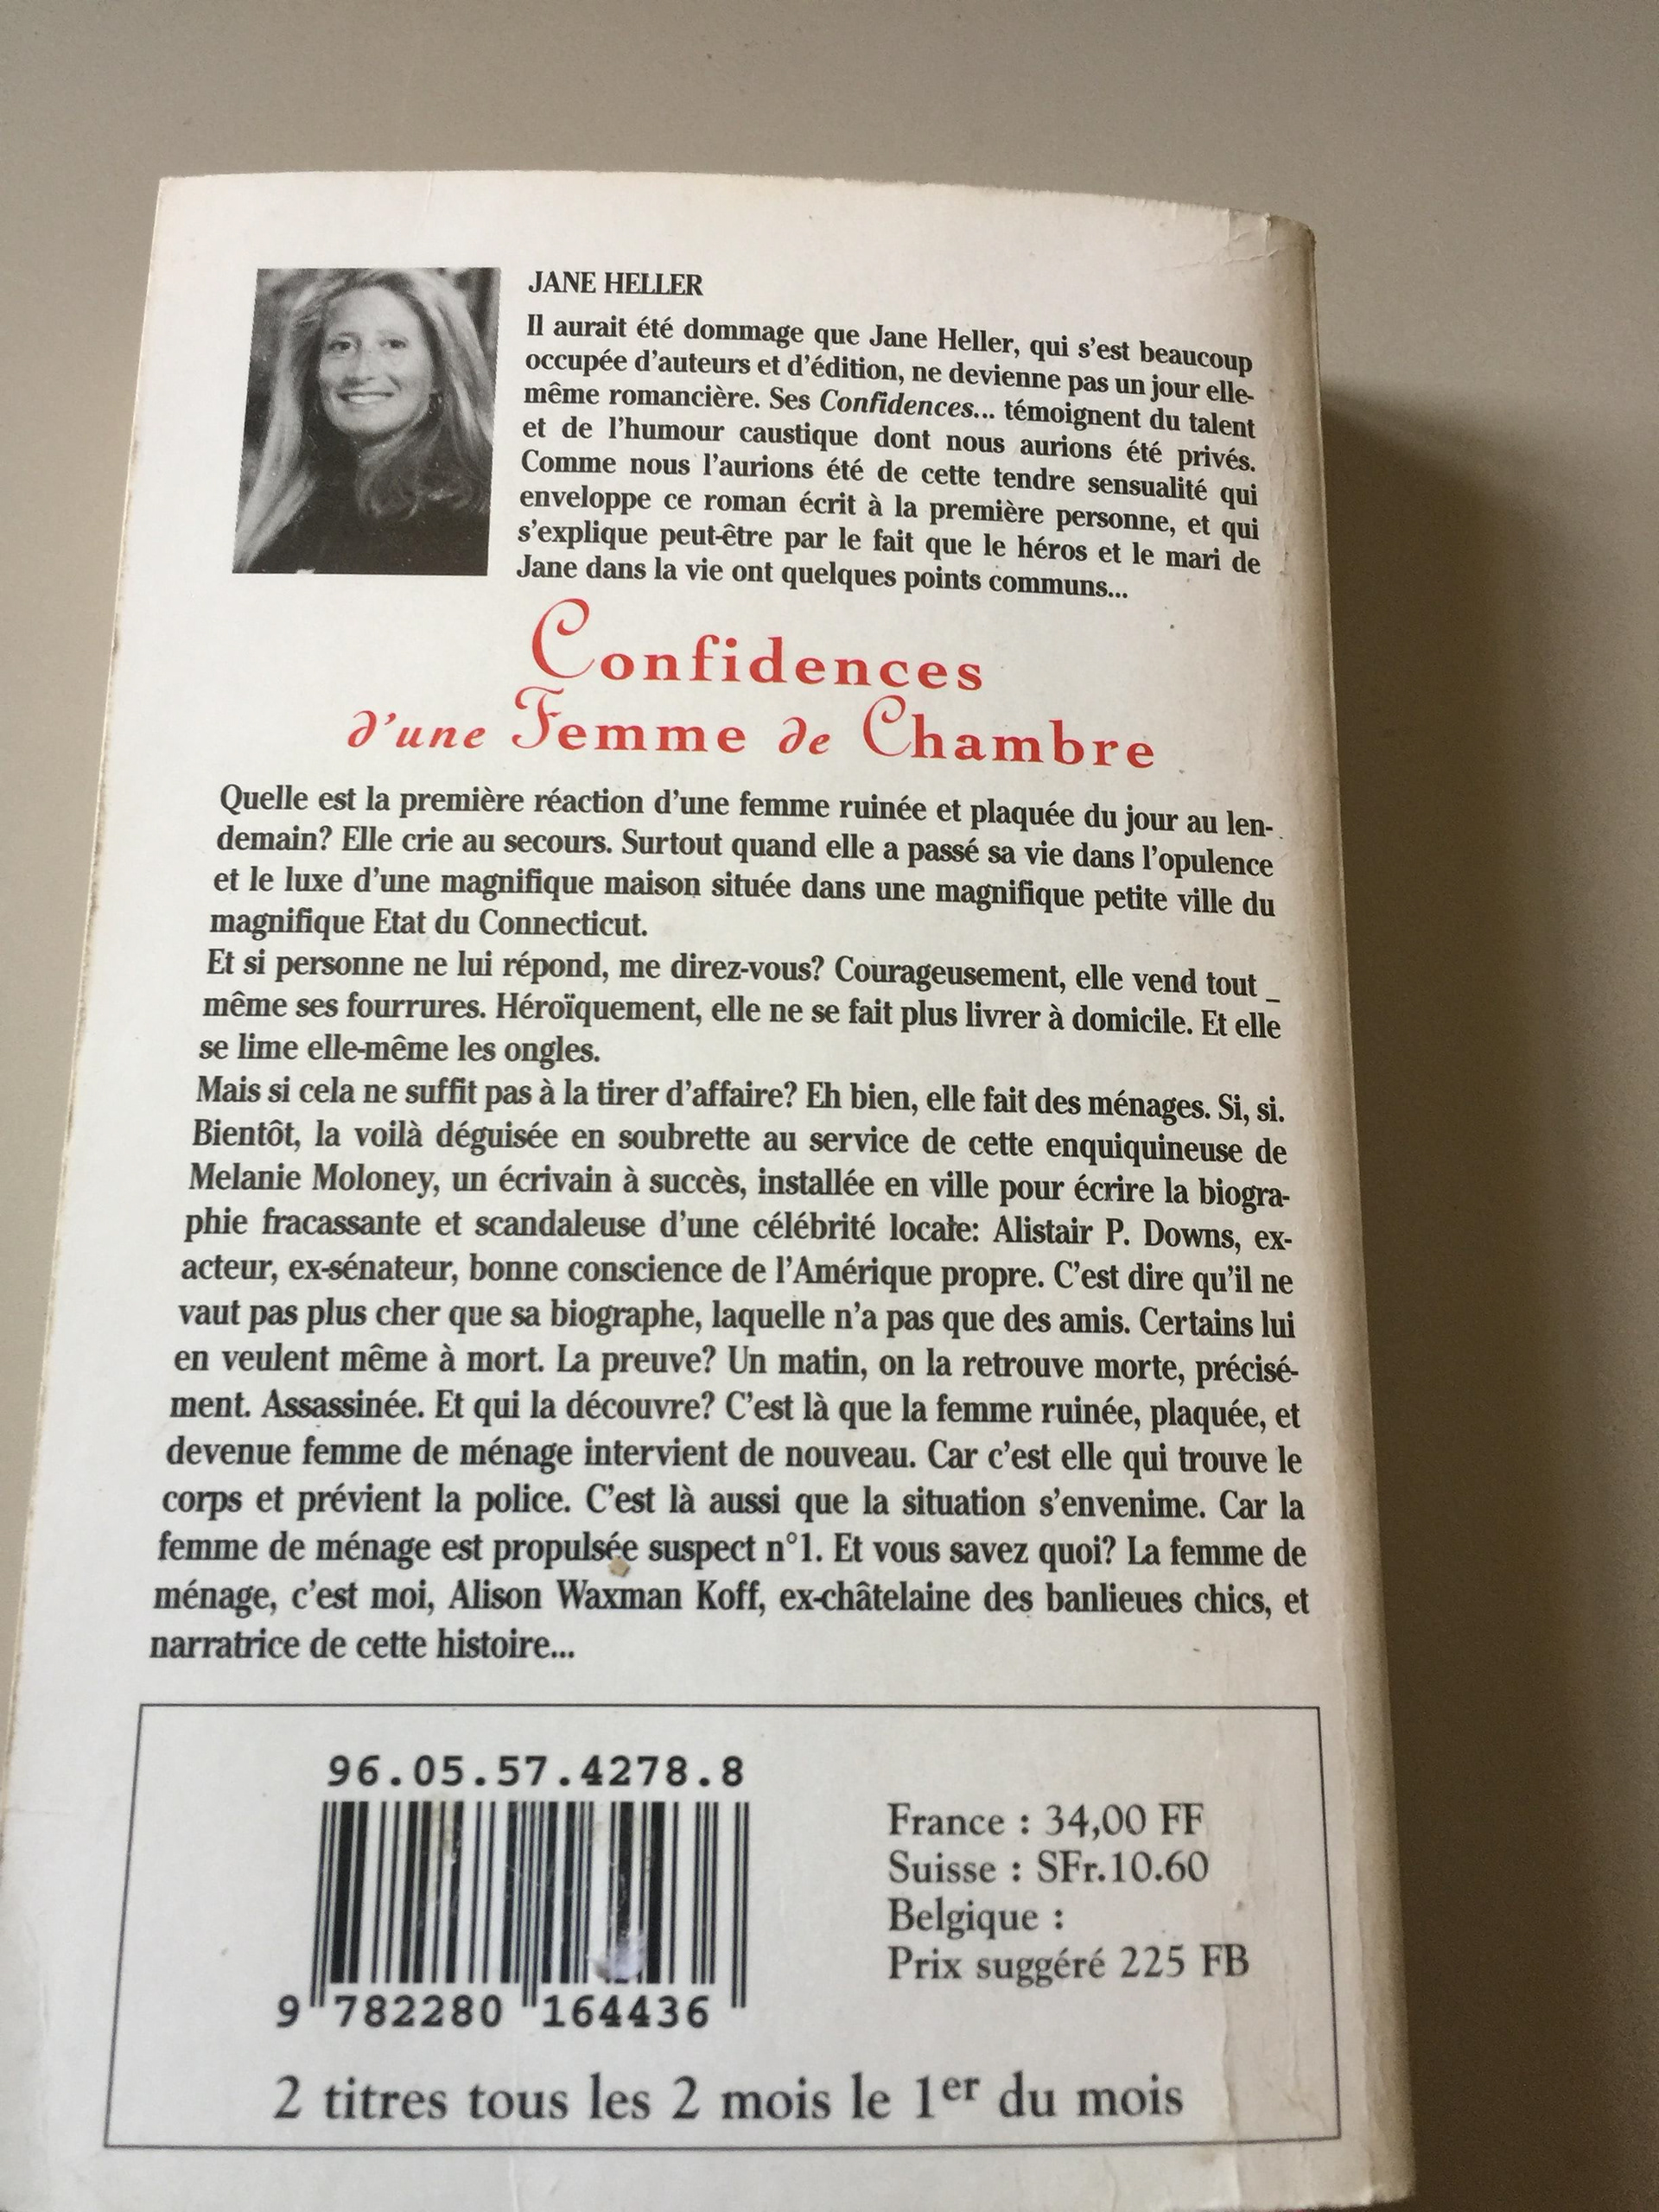 JANE HELLER
Il aurait été dommage que Jane Heller, qui s'est beaucoup
occupée d'auteurs et d'édition, ne devienne pas un jour elle-
même romancière. Ses Confidences... témoignent du talent
et de l'humour caustique dont nous aurions été privés.
Comme nous l'aurions été de cette tendre sensualité qui
enveloppe ce roman écrit à la première personne, et qui
s'explique peut-être par le fait que le héros et le mari de
Jane dans la vie ont quelques points communs...
Confidences
d'une Femme de Chambre
Quelle est la première réaction d'une femme ruinée et plaquée du jour au len-
demain? Elle crie au secours. Surtout quand elle a passé sa vie dans l'opulence
et le luxe d'une magnifique maison située dans une magnifique petite ville du
magnifique Etat du Connecticut.
Et si personne ne lui répond, me direz-vous? Courageusement, elle vend tout _
même ses fourrures. Héroïquement, elle ne se fait plus livrer à domicile. Et elle
se lime elle-même les ongles.
Mais si cela ne suffit pas à la tirer d'affaire? Eh bien, elle fait des ménages. Si, si.
Bientôt, la voilà déguisée en soubrette au service de cette enquiquineuse de
Melanie Moloney, un écrivain à succès, installée en ville pour écrire la biogra-
phie fracassante et scandaleuse d'une célébrité locale: Alistair P. Downs, ex-
acteur, ex-sénateur, bonne conscience de l'Amérique propre. C'est dire qu'il ne
vaut pas plus cher que sa biographe, laquelle n'a pas que des amis. Certains lui
en veulent même à mort. La preuve? Un matin, on la retrouve morte, précisé-
ment. Assassinée. Et qui la découvre? C'est là que la femme ruinée, plaquée, et
devenue femme de ménage intervient de nouveau. Car c'est elle qui trouve le
corps et prévient la police. C'est là aussi que la situation s'envenime. Car la
femme de ménage est propulsée suspect n°1. Et vous savez quoi? La femme de
ménage, c'est moi, Alison Waxman Koff, ex-châtelaine des banlieues chics, et
narratrice de cette histoire...
96.05.57.4278.8
9 782280 164436
France : 34,00 FF
Suisse : SFr.10.60
Belgique :
Prix suggéré 225 FB
2 titres tous les 2 mois le 1er du mois